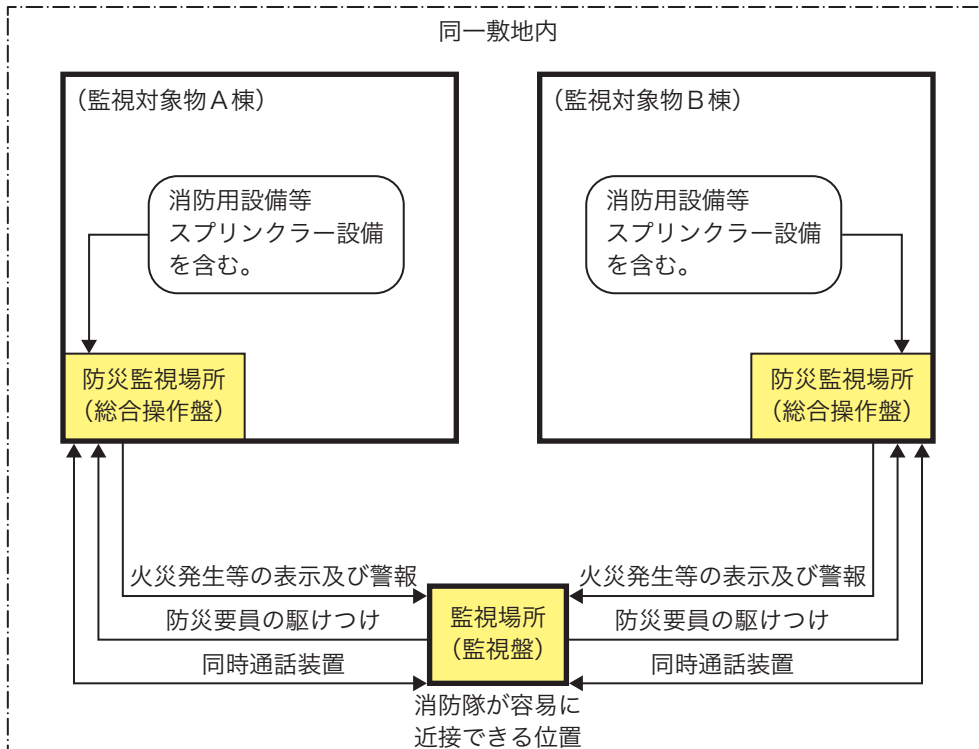 同一敷地内
（監視対象物Ａ棟）
消防用設備等
スプリンクラー設備
を含む。
防災監視場所
（総合操作盤）
（監視対象物Ｂ棟）
消防用設備等
スプリンクラー設備
を含む。
防災監視場所
（総合操作盤）
火災発生等の表示及び警報
防災要員の駆けつけ
同時通話装置
監視場所
（監視盤）
火災発生等の表示及び警報
防災要員の駆けつけ
同時通話装置
消防隊が容易に
近接できる位置